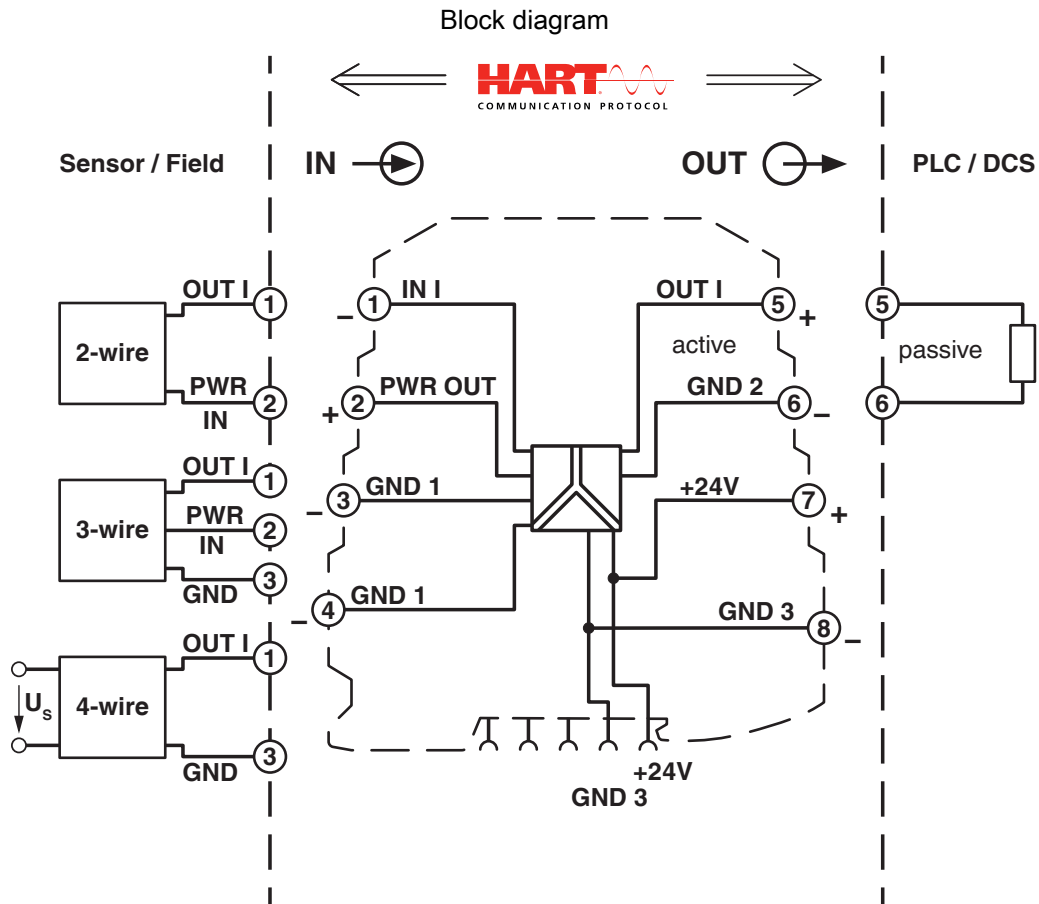 Block diagram
HART
COMMUNICATION PROTOCOL
Sensor / Field
IN
OUT
PLC / DCS
OUT I
1
2-wire
PWR
IN
2
OUT I
1
3-wire
PWR
IN
2
GND
3
OUT I
1
Us
4-wire
GND
3
1
IN I
−
2
PWR OUT
+
3
GND 1
−
4
GND 1
−
OUT I
5
+
active
GND 2
6
−
+24V
7
+
GND 3
8
−
+24V
GND 3
5
passive
6